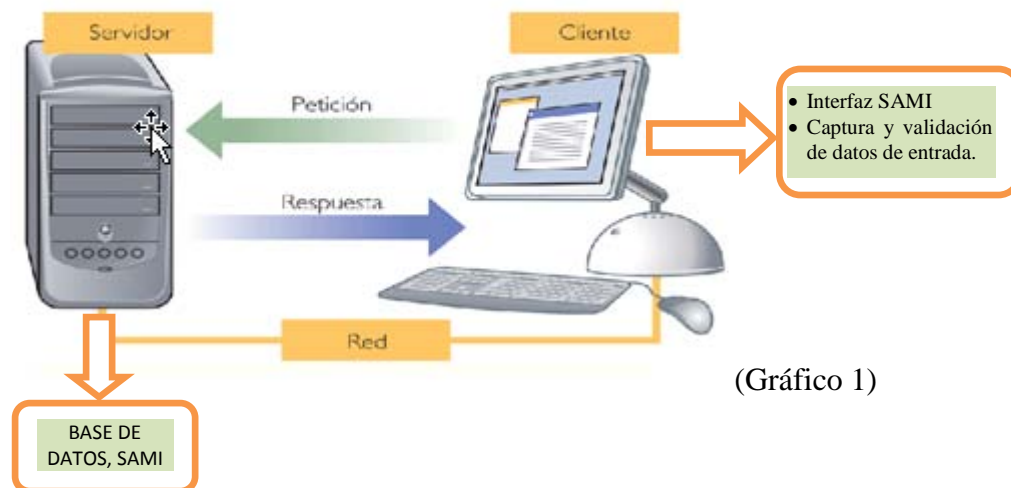 Servidor
Cliente
Petición
• Interfaz SAMI
• Captura y validación
de datos de entrada.
Respuesta
Red
(Gráfico 1)
BASE DE
DATOS, SAMI